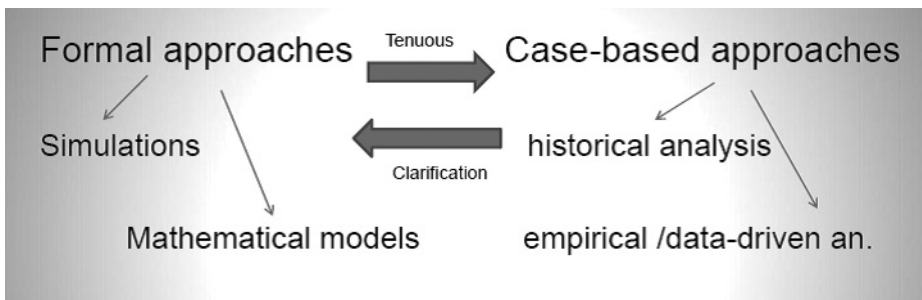 Formal approaches
Tenuous
Case-based approaches
Simulations
historical analysis
Clarification
Mathematical models
empirical /data-driven an.